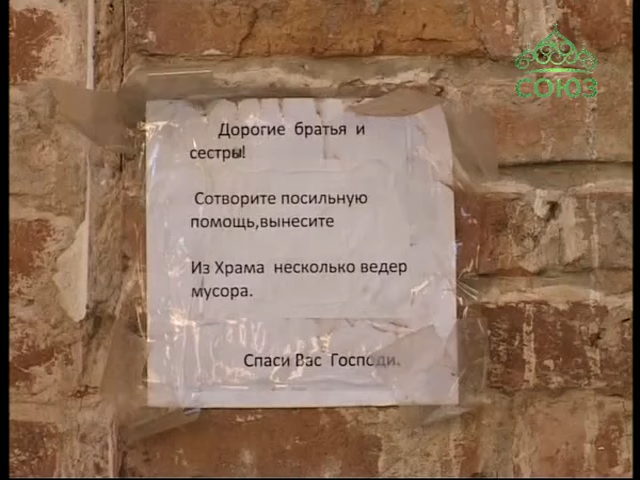 СОЮЗ
Дорогие братья и
сестры!
Сотворите посильную
помощь,вынесите
Из Храма несколько ведер
мусора.
Спаси Вас Господи.